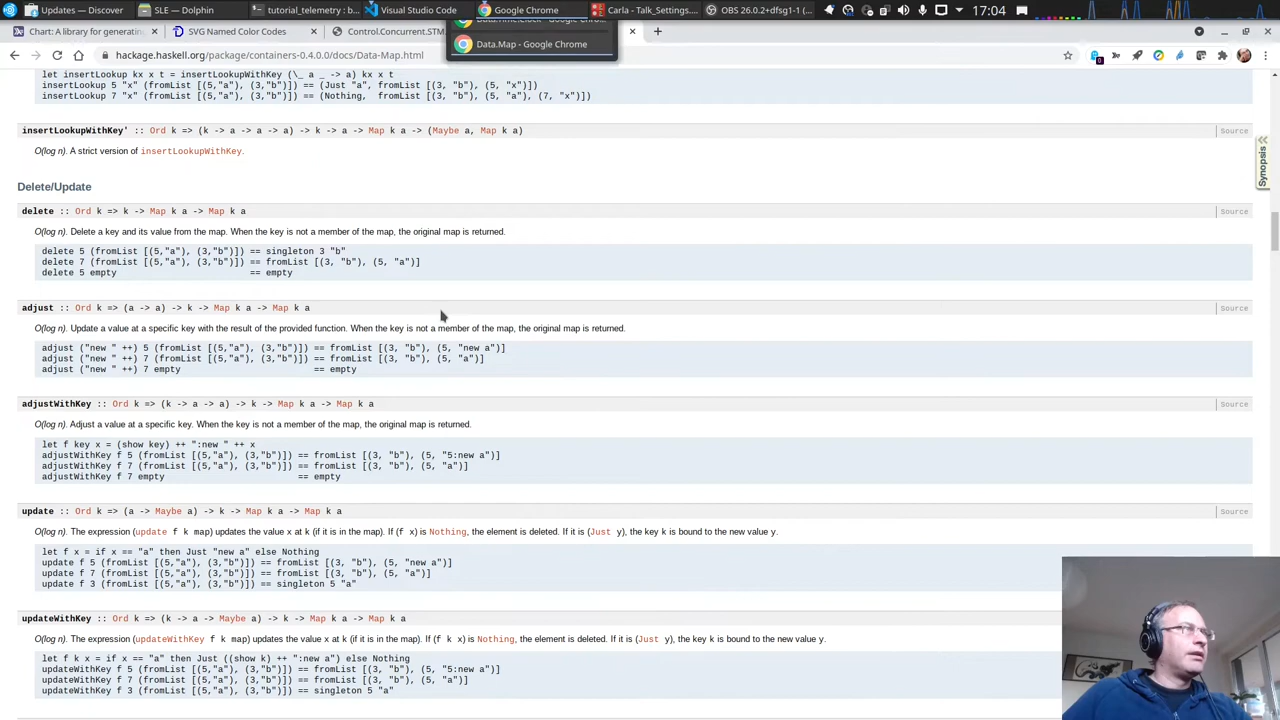 Updates — Discover
SLE — Dolphin
tutorial_telemetry : b...
Visual Studio Code
Google Chrome
Carla - Talk_Settings....
OBS 26.0.2+dfsg1-1 (...
17:04
Chart: A library for generatin
SVG Named Color Codes
Control.Concurrent.STM.
Data.Map - Google Chrome
hackage.haskell.org/package/containers-0.4.0.0/docs/Data-Map.html
let insertLookup kx x t = insertLookupWithKey (\_ a _ -> a) kx x t
insertLookup 5 "x" (fromList [(5,"a"), (3,"b")]) == (Just "a", fromList [(3, "b"), (5, "x")])
insertLookup 7 "x" (fromList [(5,"a"), (3,"b")]) == (Nothing,  fromList [(3, "b"), (5, "a"), (7, "x")])
insertLookupWithKey' :: Ord k => (k -> a -> a -> a) -> k -> a -> Map k a -> (Maybe a, Map k a)
Source
O(log n). A strict version of insertLookupWithKey.
Synopsis
Delete/Update
delete :: Ord k => k -> Map k a -> Map k a
Source
O(log n). Delete a key and its value from the map. When the key is not a member of the map, the original map is returned.
delete 5 (fromList [(5,"a"), (3,"b")]) == singleton 3 "b"
delete 7 (fromList [(5,"a"), (3,"b")]) == fromList [(3, "b"), (5, "a")]
delete 5 empty                         == empty
adjust :: Ord k => (a -> a) -> k -> Map k a -> Map k a
Source
O(log n). Update a value at a specific key with the result of the provided function. When the key is not a member of the map, the original map is returned.
adjust ("new " ++) 5 (fromList [(5,"a"), (3,"b")]) == fromList [(3, "b"), (5, "new a")]
adjust ("new " ++) 7 (fromList [(5,"a"), (3,"b")]) == fromList [(3, "b"), (5, "a")]
adjust ("new " ++) 7 empty                         == empty
adjustWithKey :: Ord k => (k -> a -> a) -> k -> Map k a -> Map k a
Source
O(log n). Adjust a value at a specific key. When the key is not a member of the map, the original map is returned.
let f key x = (show key) ++ ":new " ++ x
adjustWithKey f 5 (fromList [(5,"a"), (3,"b")]) == fromList [(3, "b"), (5, "5:new a")]
adjustWithKey f 7 (fromList [(5,"a"), (3,"b")]) == fromList [(3, "b"), (5, "a")]
adjustWithKey f 7 empty                         == empty
update :: Ord k => (a -> Maybe a) -> k -> Map k a -> Map k a
Source
O(log n). The expression (update f k map) updates the value x at k (if it is in the map). If (f x) is Nothing, the element is deleted. If it is (Just y), the key k is bound to the new value y.
let f x = if x == "a" then Just "new a" else Nothing
update f 5 (fromList [(5,"a"), (3,"b")]) == fromList [(3, "b"), (5, "new a")]
update f 7 (fromList [(5,"a"), (3,"b")]) == fromList [(3, "b"), (5, "a")]
update f 3 (fromList [(5,"a"), (3,"b")]) == singleton 5 "a"
updateWithKey :: Ord k => (k -> a -> Maybe a) -> k -> Map k a -> Map k a
O(log n). The expression (updateWithKey f k map) updates the value x at k (if it is in the map). If (f k x) is Nothing, the element is deleted. If it is (Just y), the key k is bound to the new value y.
let f k x = if x == "a" then Just ((show k) ++ ":new a") else Nothing
updateWithKey f 5 (fromList [(5,"a"), (3,"b")]) == fromList [(3, "b"), (5, "5:new a")]
updateWithKey f 7 (fromList [(5,"a"), (3,"b")]) == fromList [(3, "b"), (5, "a")]
updateWithKey f 3 (fromList [(5,"a"), (3,"b")]) == singleton 5 "a"